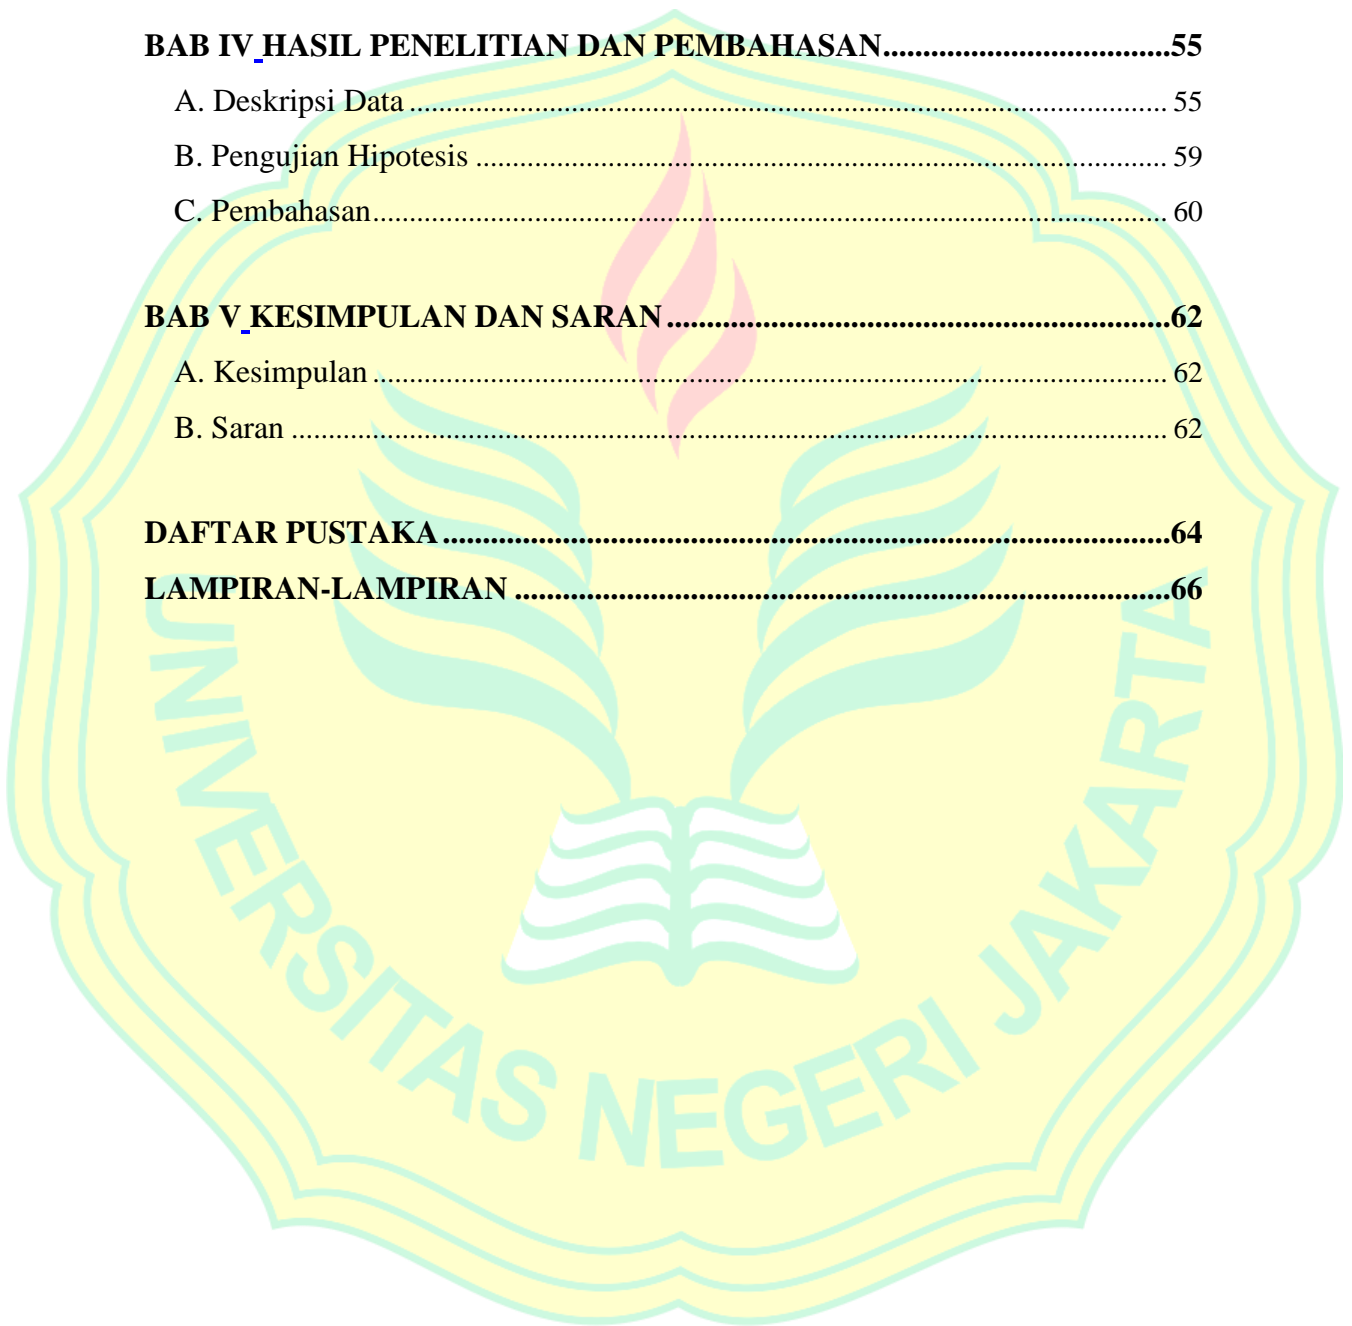 BAB IV HASIL PENELITIAN DAN PEMBAHASAN....................................55
A. Deskripsi Data ....................................................................................................... 55
B. Pengujian Hipotesis .............................................................................................. 59
C. Pembahasan............................................................................................................ 60
BAB V KESIMPULAN DAN SARAN ...............................................................62
A. Kesimpulan ............................................................................................................ 62
B. Saran ....................................................................................................................... 62
DAFTAR PUSTAKA ...........................................................................................64
LAMPIRAN-LAMPIRAN ..................................................................................66
UNIVERSITAS NEGERI JAKARTA